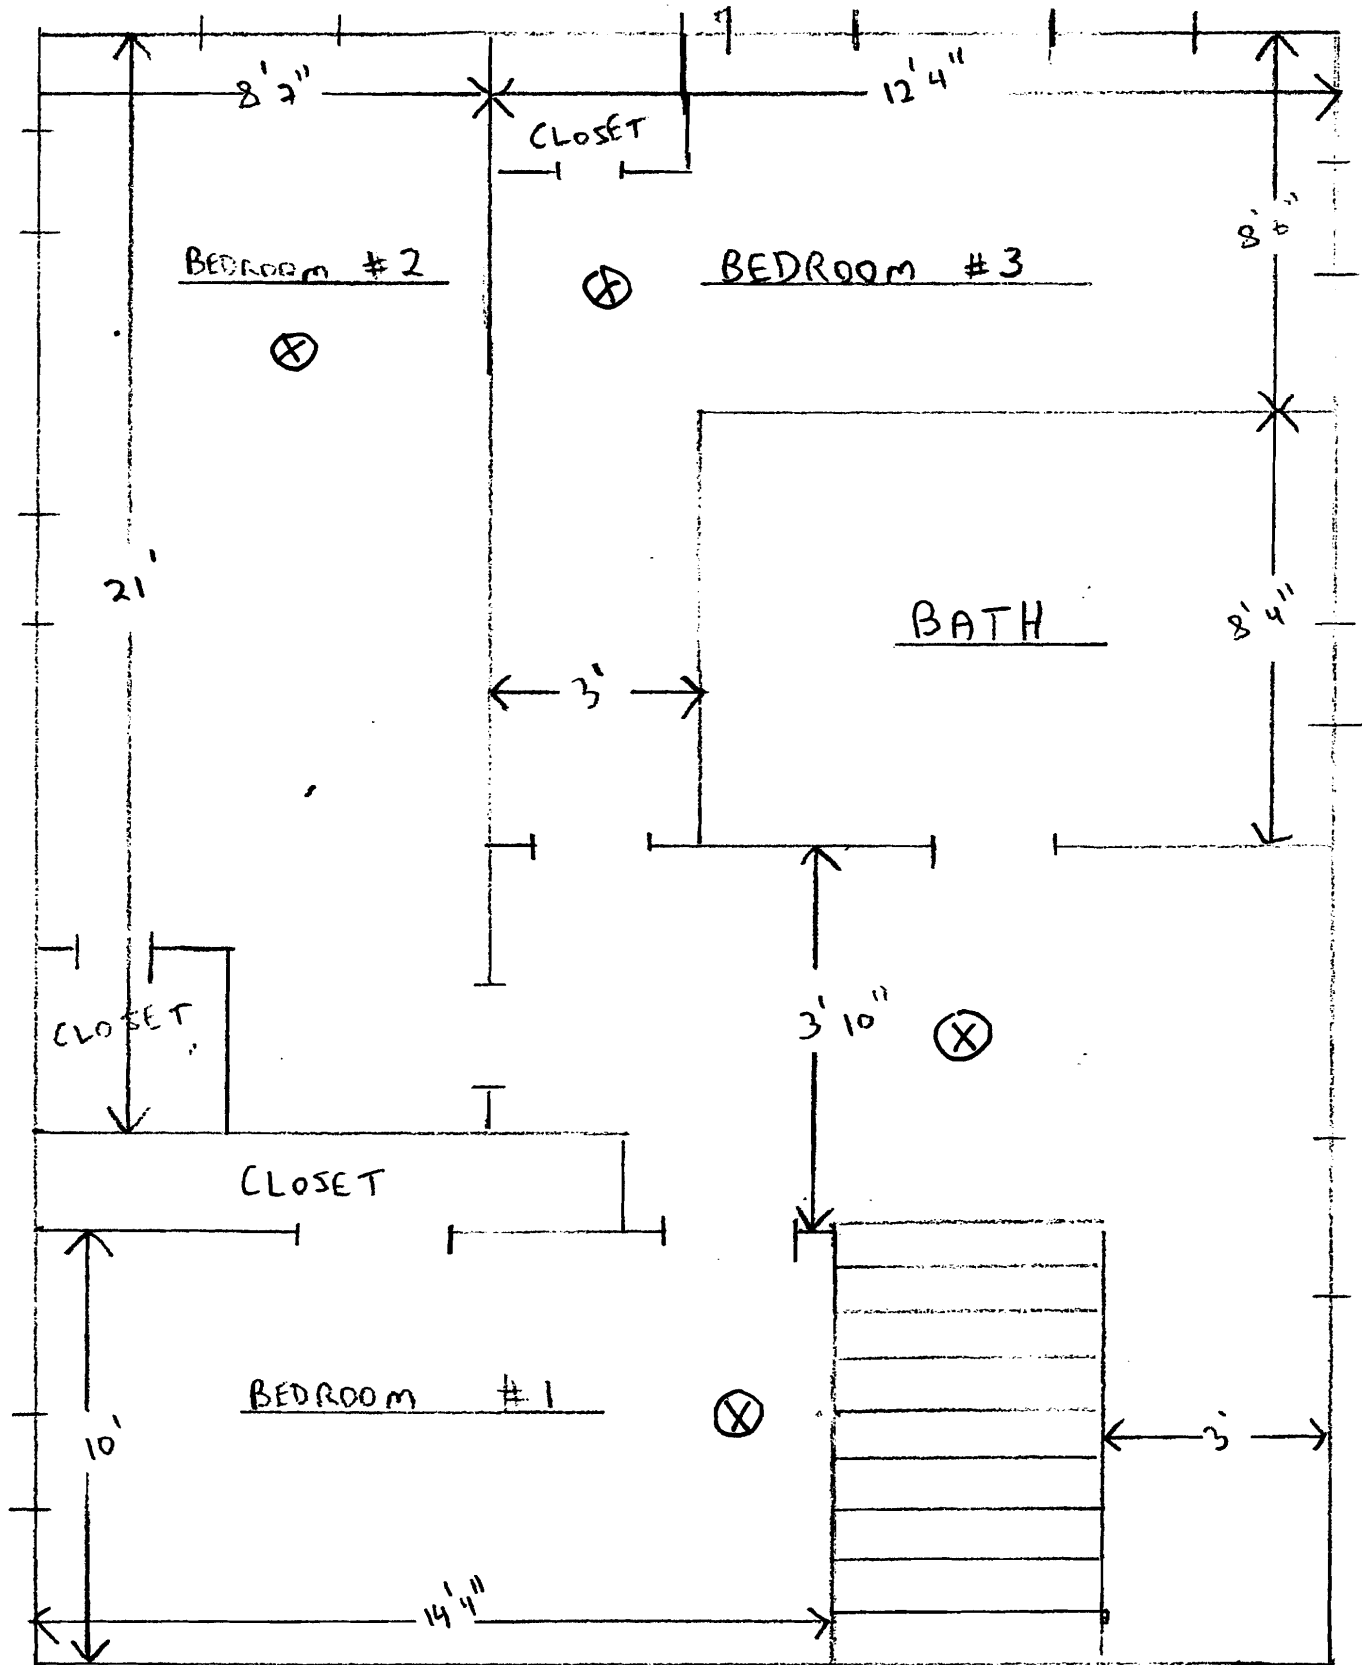 8' 7" 12' 4"
CLOSET
8' 6"
BEDROOM #2 BEDROOM #3
21'
BATH 8' 4"
3'
3' 10"
CLOSET
CLOSET
BEDROOM #1
10' 3'
14' 4"